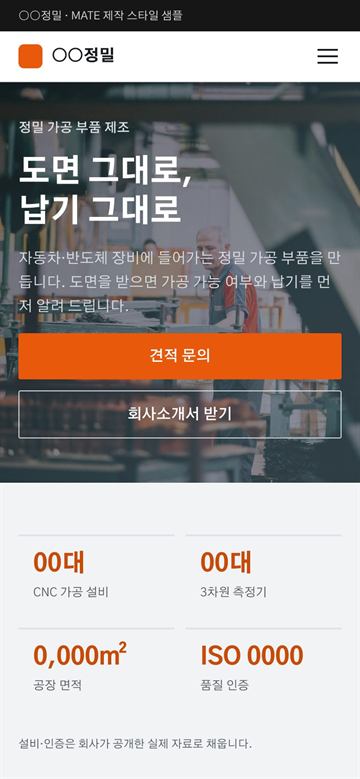 ○○정밀 · MATE 제작 스타일 샘플
○○정밀
정밀 가공 부품 제조
도면 그대로,
납기 그대로
자동차·반도체 장비에 들어가는 정밀 가공 부품을 만
듭니다. 도면을 받으면 가공 가능 여부와 납기를 먼
저 알려 드립니다.
견적 문의
회사소개서 받기
00대
CNC 가공 설비
00대
3차원 측정기
0,000m²
공장 면적
ISO 0000
품질 인증
설비·인증은 회사가 공개한 실제 자료로 채웁니다.